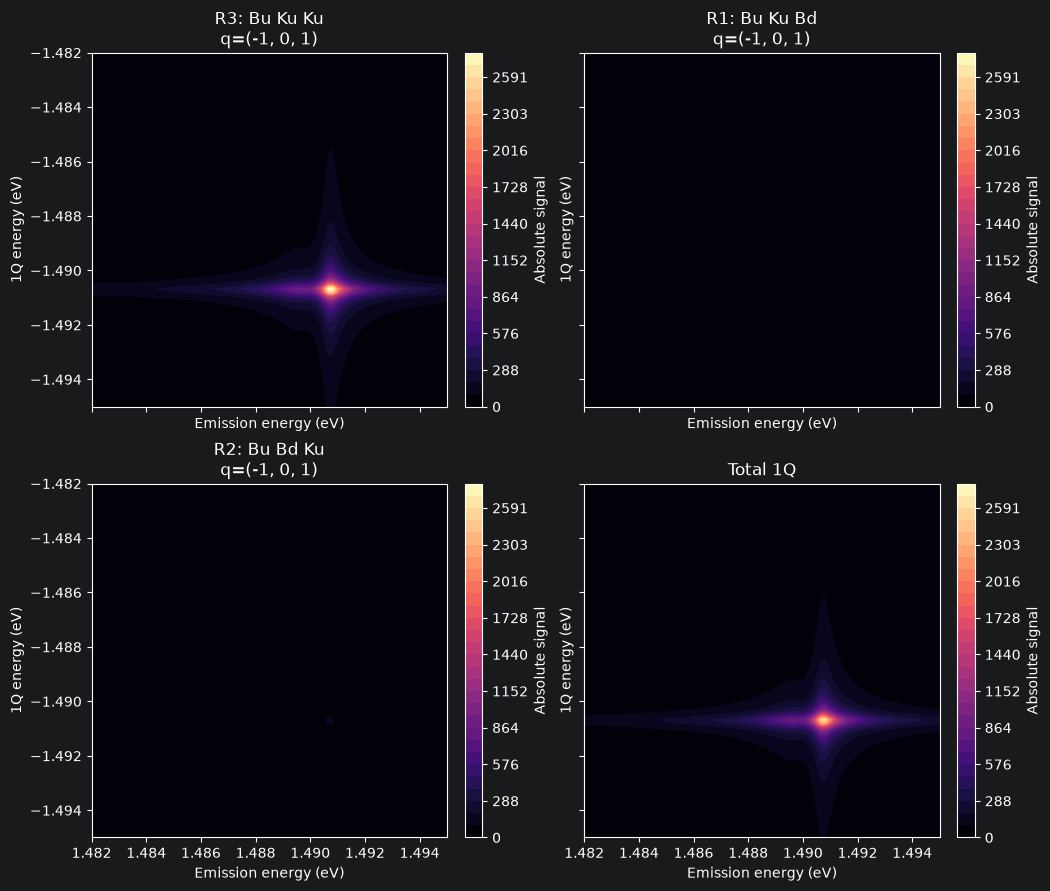 R3: Bu Ku Ku
q=(-1, 0, 1)
−1.482
−1.484
−1.486
−1.488
−1.490
−1.492
−1.494
1Q energy (eV)
Emission energy (eV)
2591
2303
2016
1728
1440
1152
864
576
288
0
Absolute signal
R1: Bu Ku Bd
q=(-1, 0, 1)
1Q energy (eV)
Emission energy (eV)
2591
2303
2016
1728
1440
1152
864
576
288
0
Absolute signal
R2: Bu Bd Ku
q=(-1, 0, 1)
−1.482
−1.484
−1.486
−1.488
−1.490
−1.492
−1.494
1Q energy (eV)
1.482 1.484 1.486 1.488 1.490 1.492 1.494
Emission energy (eV)
2591
2303
2016
1728
1440
1152
864
576
288
0
Absolute signal
Total 1Q
1Q energy (eV)
1.482 1.484 1.486 1.488 1.490 1.492 1.494
Emission energy (eV)
2591
2303
2016
1728
1440
1152
864
576
288
0
Absolute signal